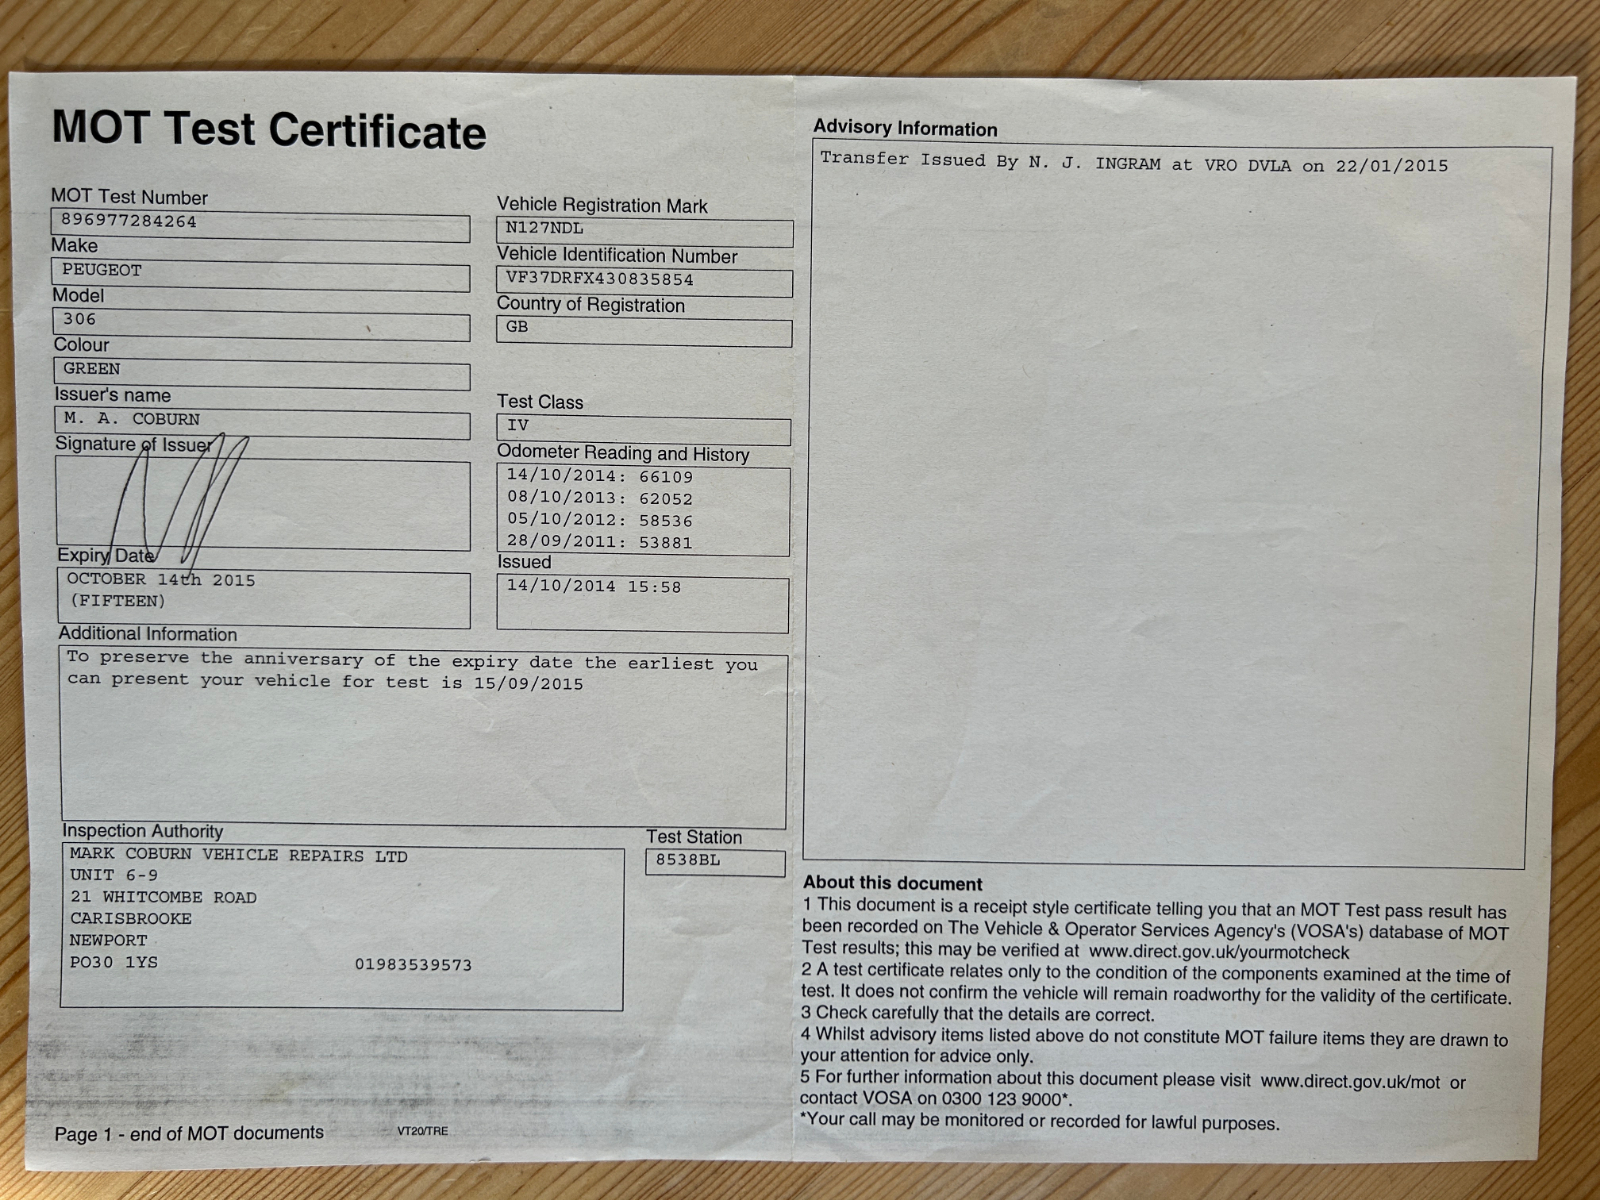 MOT Test Certificate
MOT Test Number
896977284264
Make
PEUGEOT
Model
306
Colour
GREEN
Issuer's name
M. A. COBURN
Signature of Issuer
Expiry Date
OCTOBER 14th 2015
(FIFTEEN)
Vehicle Registration Mark
N127NDL
Vehicle Identification Number
VF37DRFX430835854
Country of Registration
GB
Test Class
IV
Odometer Reading and History
14/10/2014: 66109
08/10/2013: 62052
05/10/2012: 58536
28/09/2011: 53881
Issued
14/10/2014 15:58
Additional Information
To preserve the anniversary of the expiry date the earliest you
can present your vehicle for test is 15/09/2015
Inspection Authority
MARK COBURN VEHICLE REPAIRS LTD
UNIT 6-9
21 WHITCOMBE ROAD
CARISBROOKE
NEWPORT
PO30 1YS 01983539573
Test Station
8538BL
Page 1 - end of MOT documents VT20/TRE
Advisory Information
Transfer Issued By N. J. INGRAM at VRO DVLA on 22/01/2015
About this document
1 This document is a receipt style certificate telling you that an MOT Test pass result has
been recorded on The Vehicle & Operator Services Agency's (VOSA's) database of MOT
Test results; this may be verified at www.direct.gov.uk/yourmotcheck
2 A test certificate relates only to the condition of the components examined at the time of
test. It does not confirm the vehicle will remain roadworthy for the validity of the certificate.
3 Check carefully that the details are correct.
4 Whilst advisory items listed above do not constitute MOT failure items they are drawn to
your attention for advice only.
5 For further information about this document please visit www.direct.gov.uk/mot or
contact VOSA on 0300 123 9000*.
*Your call may be monitored or recorded for lawful purposes.